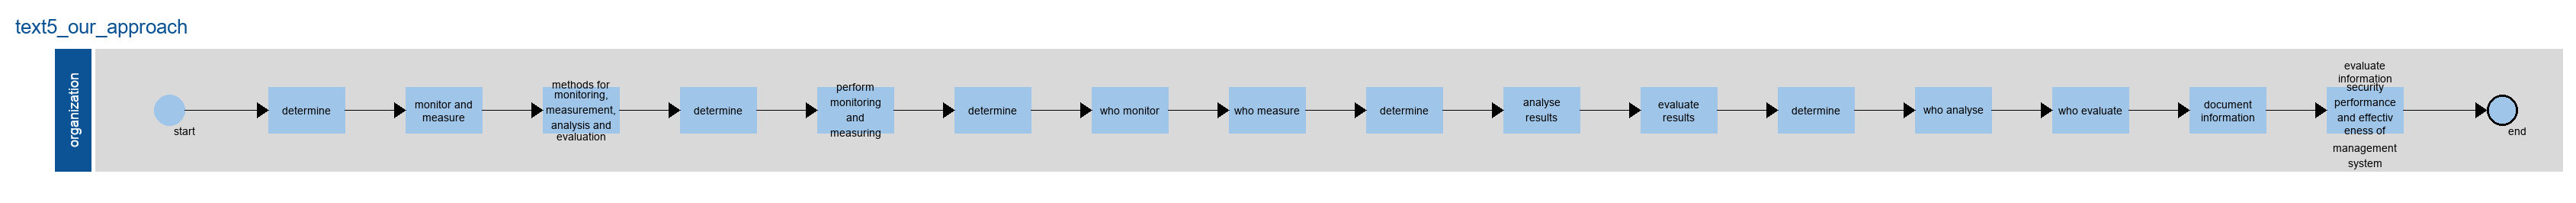 text5_our_approach
organization
start
determine
monitor and
measure
methods for
monitoring,
measurement,
analysis and
evaluation
determine
perform
monitoring
and
measuring
determine
who monitor
who measure
determine
analyse
results
evaluate
results
determine
who analyse
who evaluate
document
information
evaluate
information
security
performance
and effectiv
eness of
management
system
end